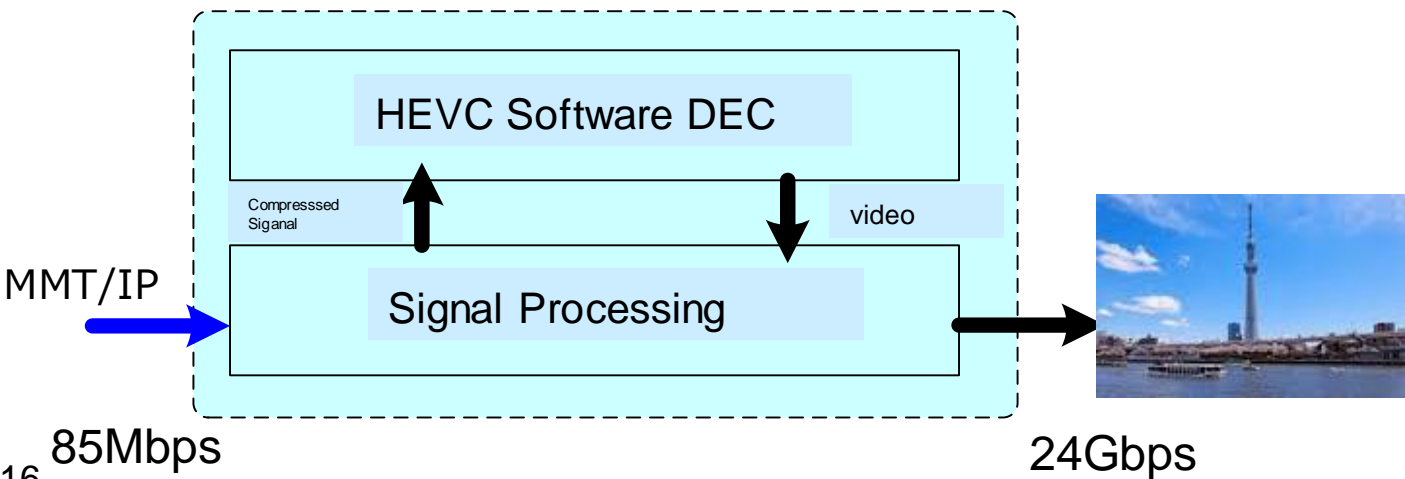 HEVC Software DEC
Compresssed
Siganal
video
MMT/IP
Signal Processing
85Mbps
24Gbps
16